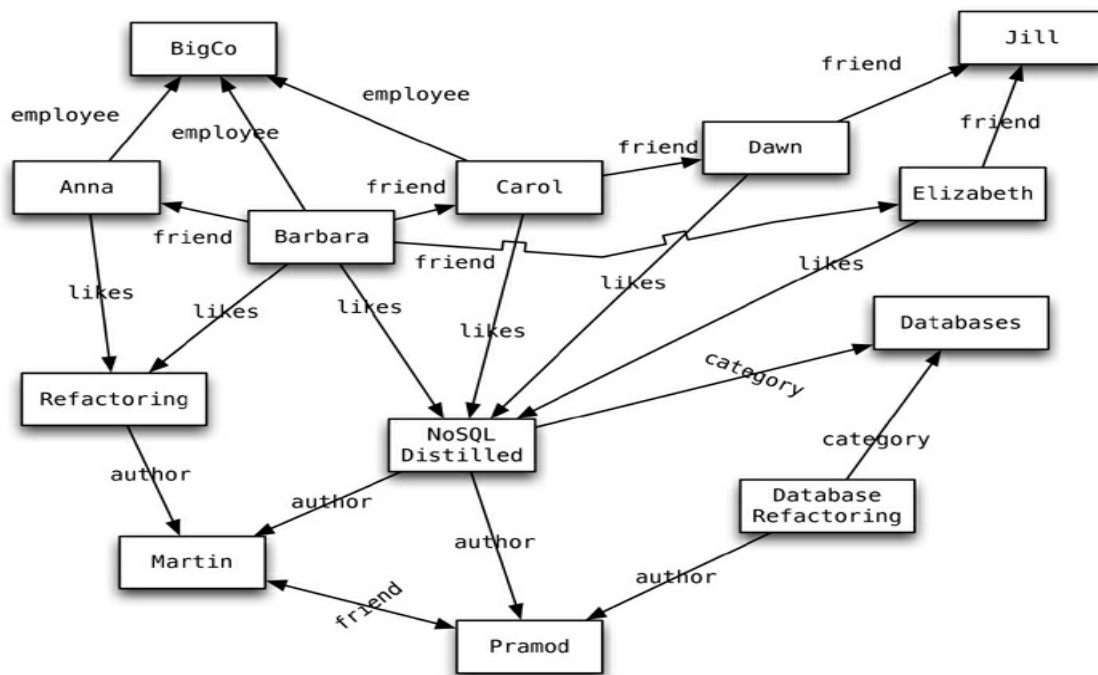 BigCo
Jill
friend
employee
employee
employee
friend
friend
Dawn
Anna
friend
Carol
Elizabeth
Barbara
friend
friend
likes
likes
likes
likes
likes
likes
Databases
category
Refactoring
NoSQL
Distilled
category
author
Database
Refactoring
author
author
Martin
author
friend
Pramod